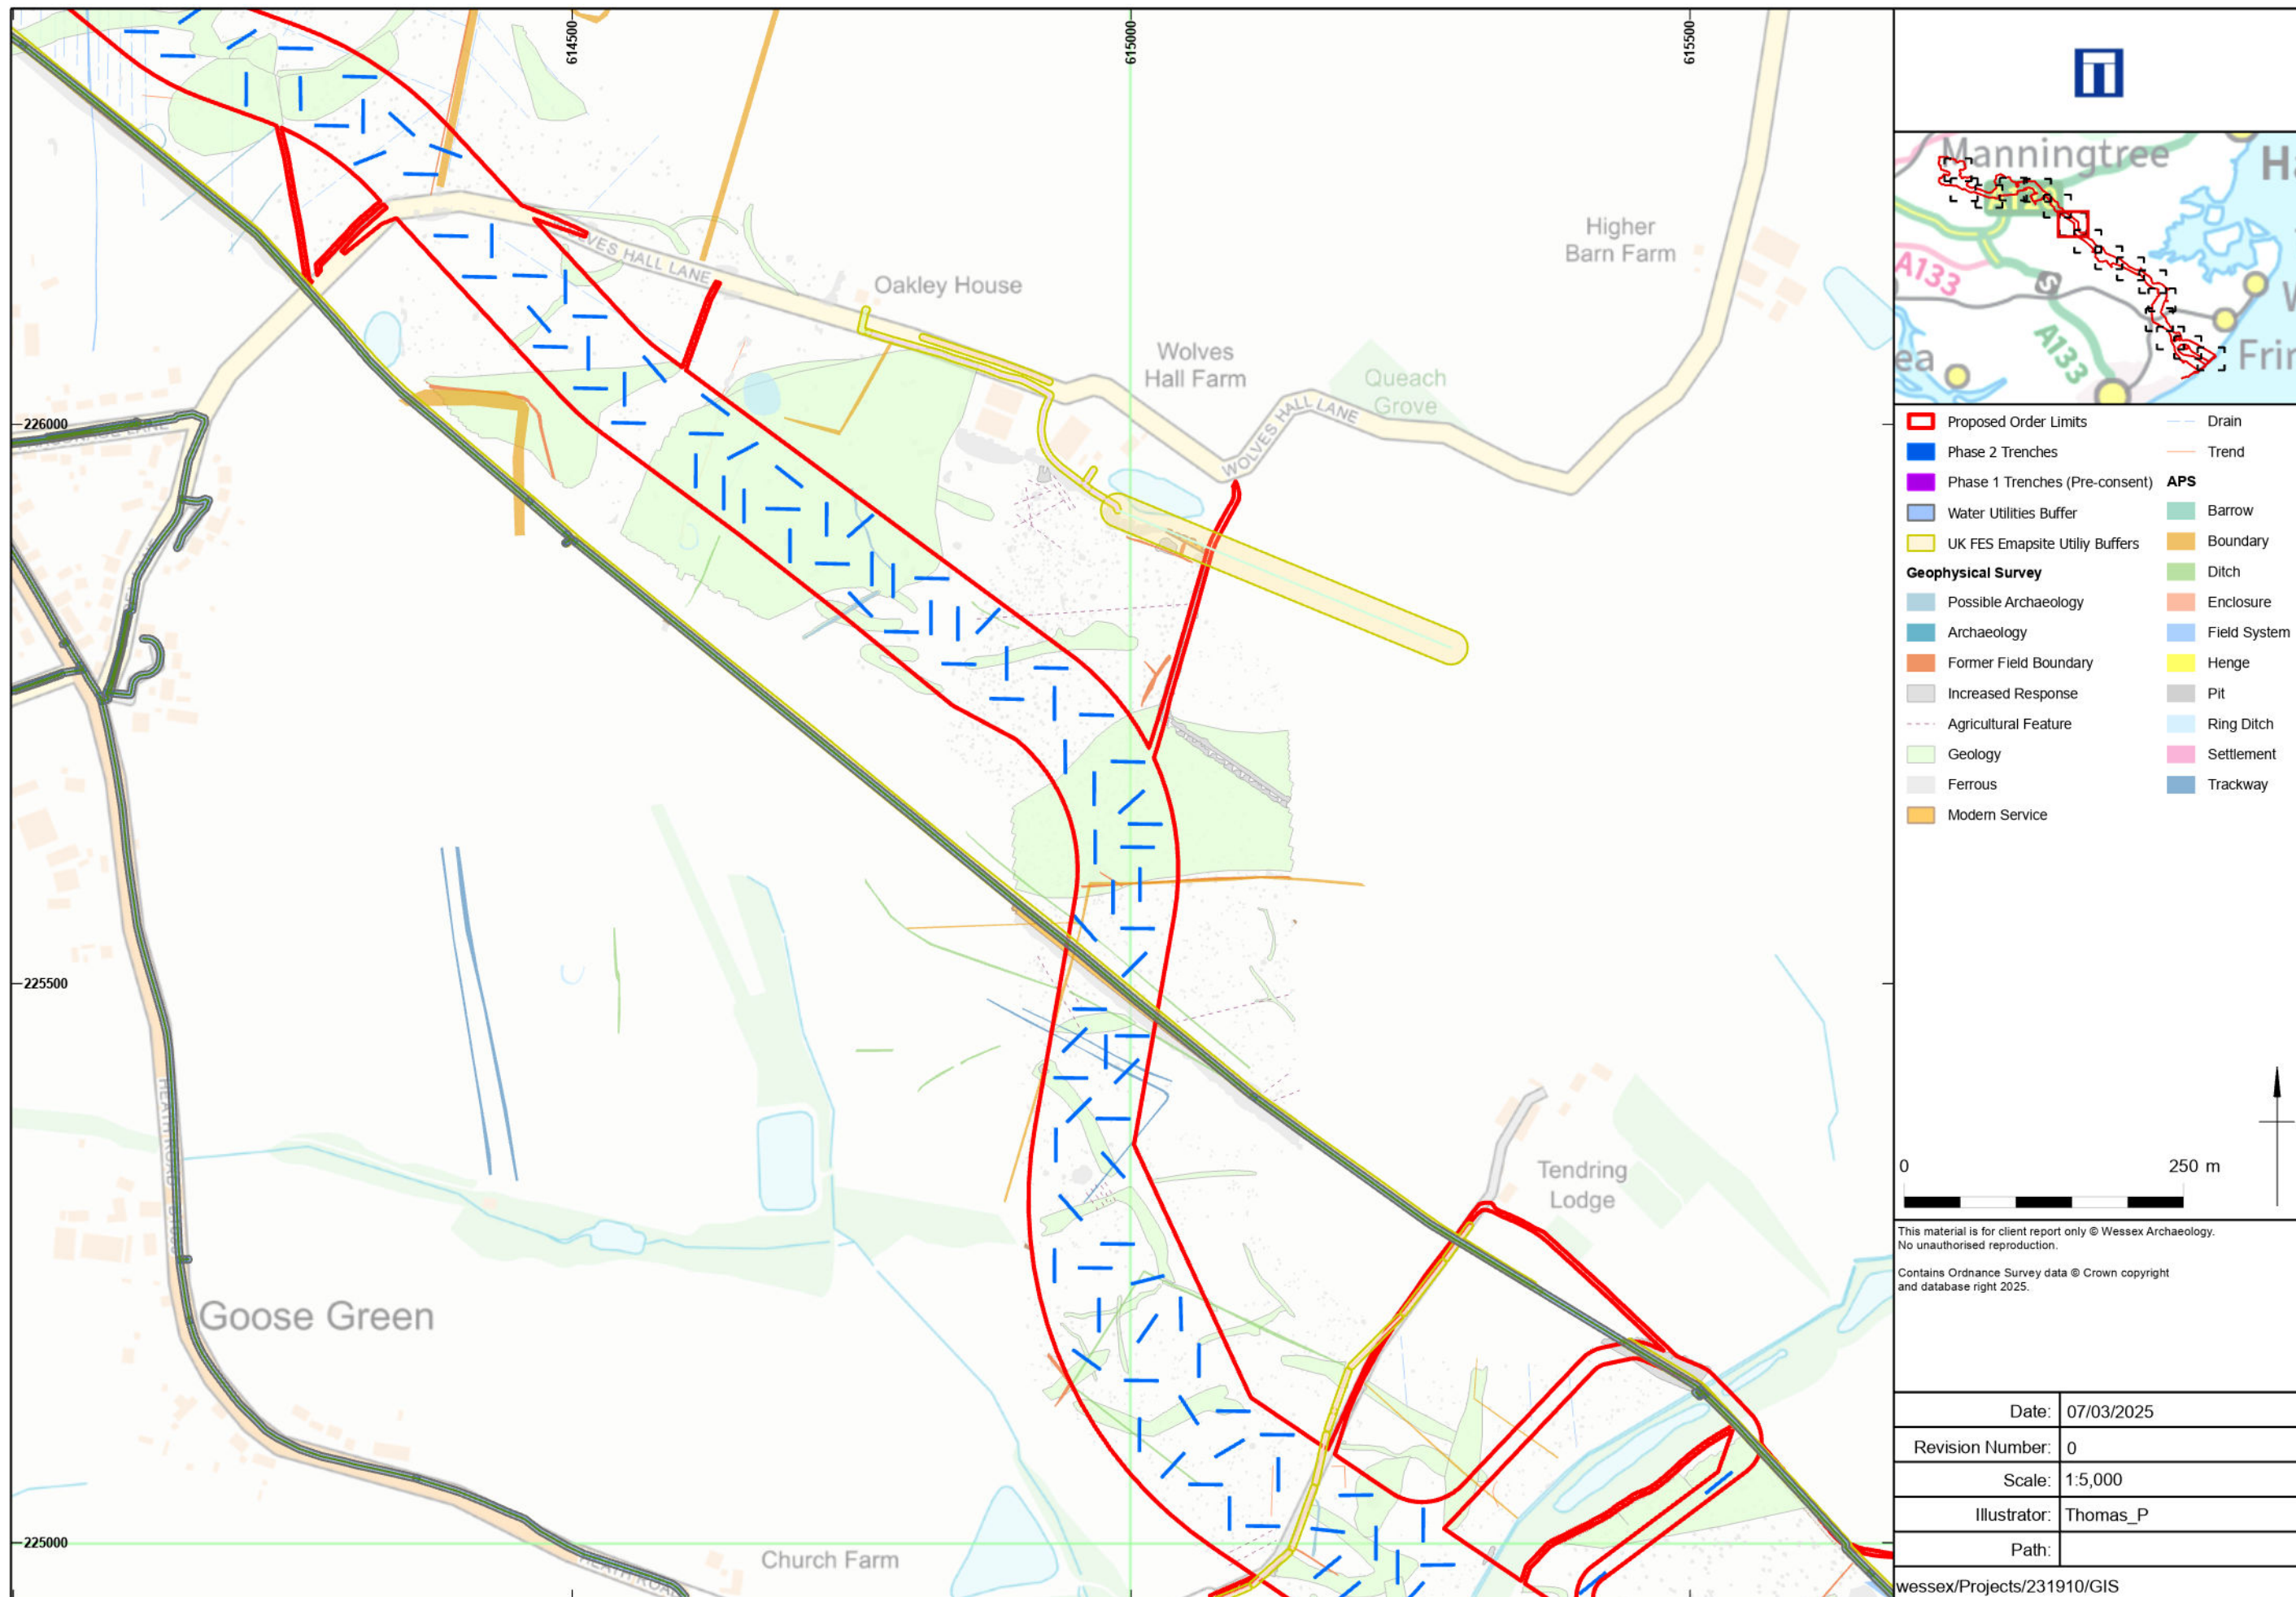 614500
615000
615500
226000
225500
225000
WOLVES HALL LANE
Oakley House
Higher
Barn Farm
Wolves
Hall Farm
Queach
Grove
WOLVES HALL LANE
Tendring
Lodge
HEATH ROAD
Goose Green
Church Farm
HEATH ROAD
Manningtree
A133
A133
S
Proposed Order Limits
Phase 2 Trenches
Phase 1 Trenches (Pre-consent)
Water Utilities Buffer
UK FES Emapsite Utiliy Buffers
Geophysical Survey
Possible Archaeology
Archaeology
Former Field Boundary
Increased Response
Agricultural Feature
Geology
Ferrous
Modern Service
Drain
Trend
APS
Barrow
Boundary
Ditch
Enclosure
Field System
Henge
Pit
Ring Ditch
Settlement
Trackway
0 250 m
This material is for client report only © Wessex Archaeology.
No unauthorised reproduction.
Contains Ordnance Survey data © Crown copyright
and database right 2025.
Date: 07/03/2025
Revision Number: 0
Scale: 1:5,000
Illustrator: Thomas_P
Path:
wessex/Projects/231910/GIS